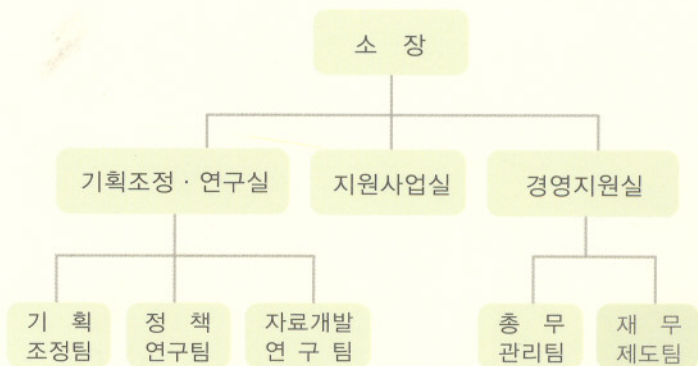 소 장
기획조정 · 연구실 지원사업실 경영지원실
기 획 정 책 자료개발 총 무 재 무
조정팀 연구팀 연 구 팀 관리팀 제도팀